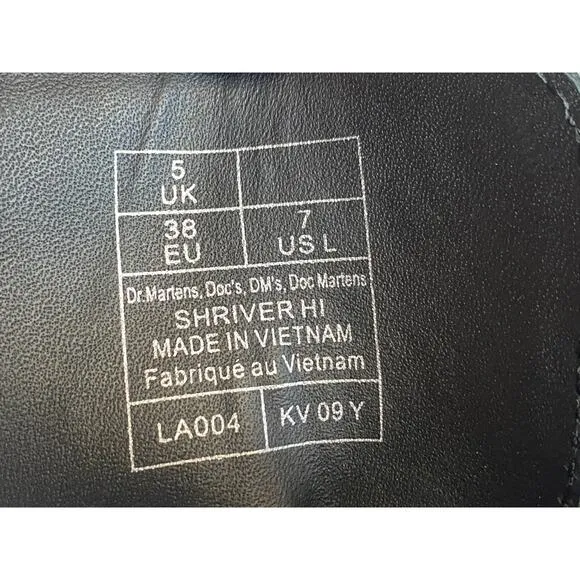 5
UK
38
EU
7
US L
Dr.Martens, Doc's, DM's, Doc Martens
SHRIVER HI
MADE IN VIETNAM
Fabriqué au Vietnam
LA004
KV 09 Y